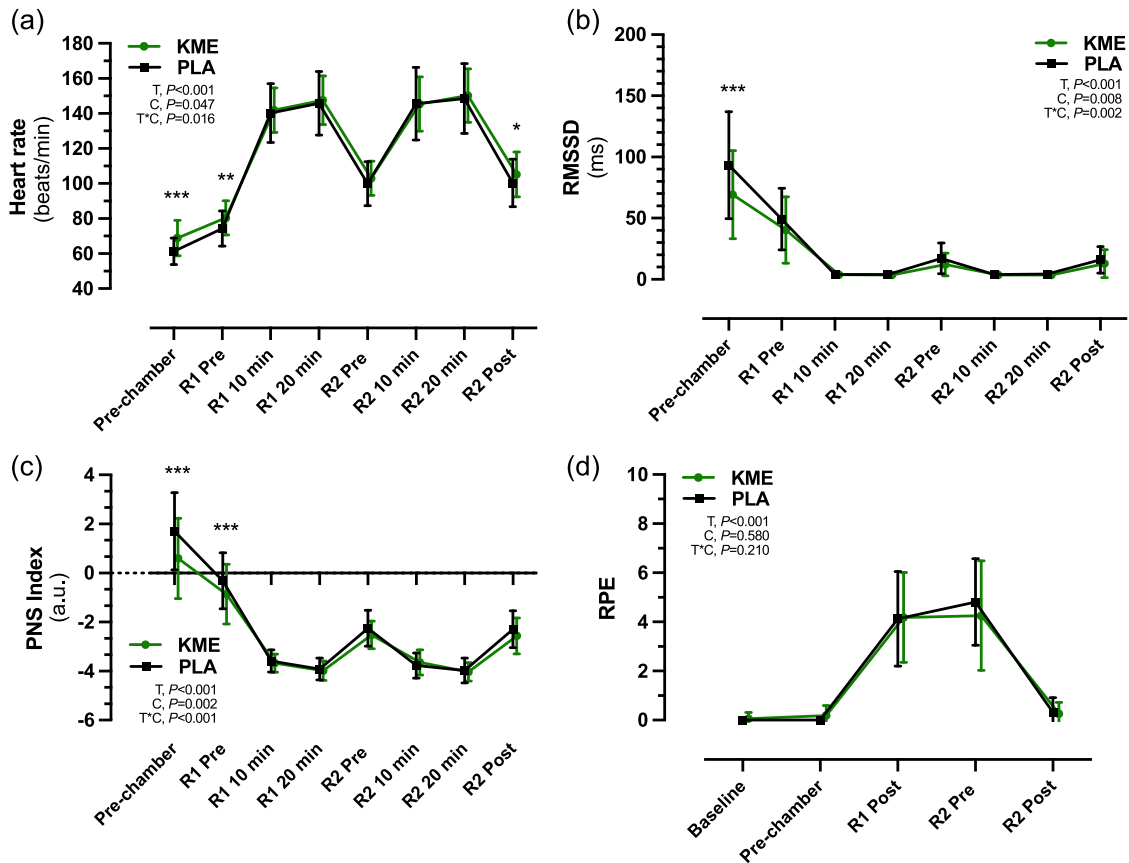 (a)
180
160
140
120
100
80
60
40
Heart rate
(beats/min)
KME
PLA
T, P<0.001
C, P=0.047
T*C, P=0.016
***
**
*
Pre-chamber
R1 Pre
R1 10 min
R1 20 min
R2 Pre
R2 10 min
R2 20 min
R2 Post
(b)
200
150
100
50
0
RMSSD
(ms)
KME
PLA
T, P<0.001
C, P=0.008
T*C, P=0.002
***
Pre-chamber
R1 Pre
R1 10 min
R1 20 min
R2 Pre
R2 10 min
R2 20 min
R2 Post
(c)
4
2
0
-2
-4
-6
PNS Index
(a.u.)
***
***
KME
PLA
T, P<0.001
C, P=0.002
T*C, P<0.001
Pre-chamber
R1 Pre
R1 10 min
R1 20 min
R2 Pre
R2 10 min
R2 20 min
R2 Post
(d)
10
8
6
4
2
0
RPE
KME
PLA
T, P<0.001
C, P=0.580
T*C, P=0.210
Baseline
Pre-chamber
R1 Post
R2 Pre
R2 Post